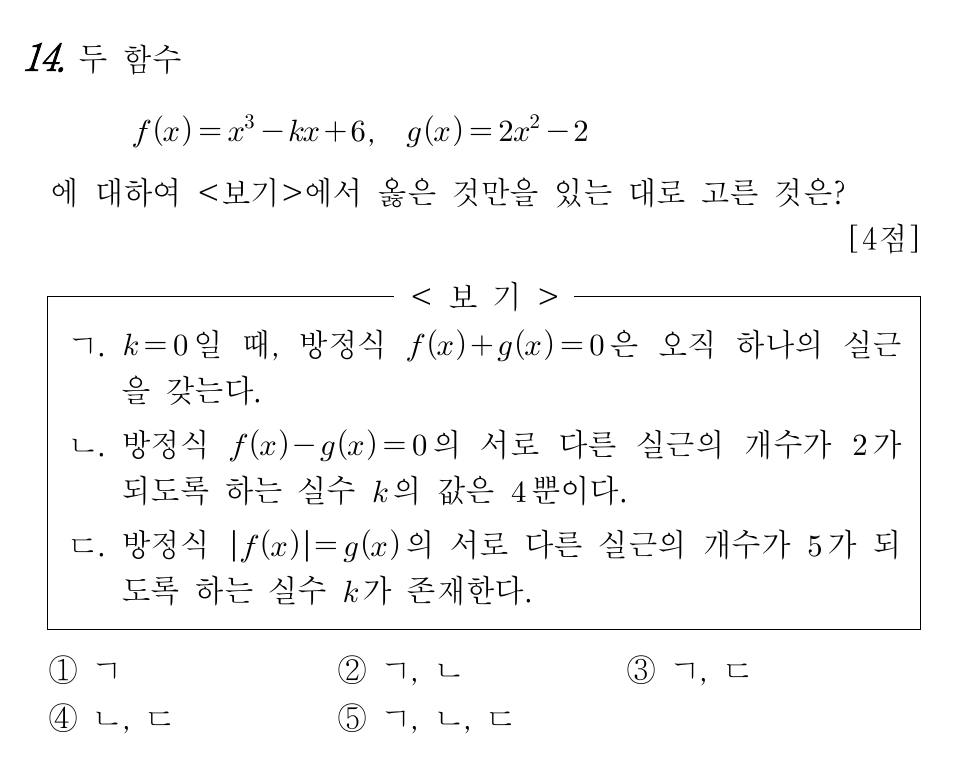 14. 두 함수
f(x)=x³−kx+6, g(x)=2x²−2
에 대하여 <보기>에서 옳은 것만을 있는 대로 고른 것은?
[4점]
< 보 기 >
ㄱ. k=0일 때, 방정식 f(x)+g(x)=0은 오직 하나의 실근
을 갖는다.
ㄴ. 방정식 f(x)−g(x)=0의 서로 다른 실근의 개수가 2가
되도록 하는 실수 k의 값은 4뿐이다.
ㄷ. 방정식 |f(x)|=g(x)의 서로 다른 실근의 개수가 5가 되
도록 하는 실수 k가 존재한다.
① ㄱ ② ㄱ, ㄴ ③ ㄱ, ㄷ
④ ㄴ, ㄷ ⑤ ㄱ, ㄴ, ㄷ